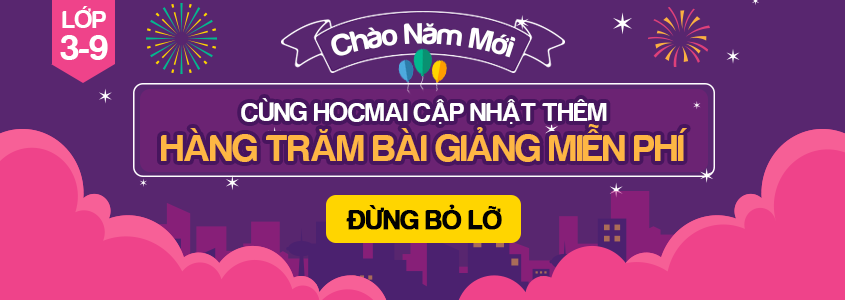 LỚP
3-9
Chào Năm Mới
CÙNG HOCMAI CẬP NHẬT THÊM
HÀNG TRĂM BÀI GIẢNG MIỄN PHÍ
ĐỪNG BỎ LỠ